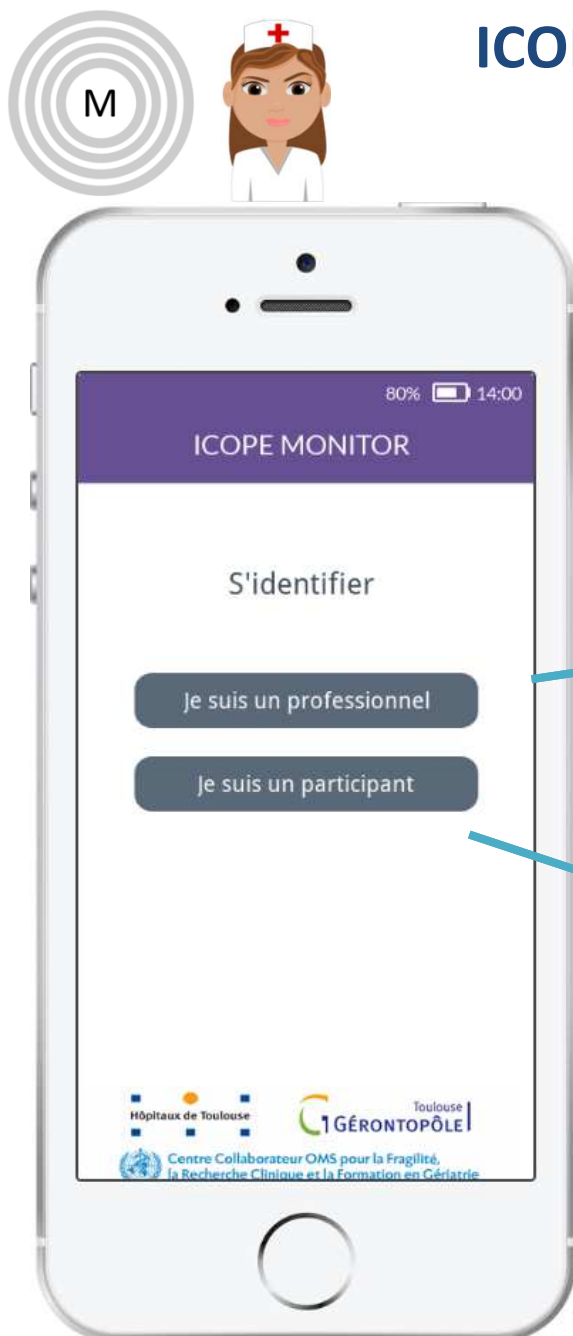 M
80% 14:00
ICOPE MONITOR
S'identifier
Je suis un professionnel
Je suis un participant
Hôpitaux de Toulouse
Toulouse
GÉRONTOPÔLE
Centre Collaborateur OMS pour la Fragilité,
la Recherche Clinique et la Formation en Gériatrie